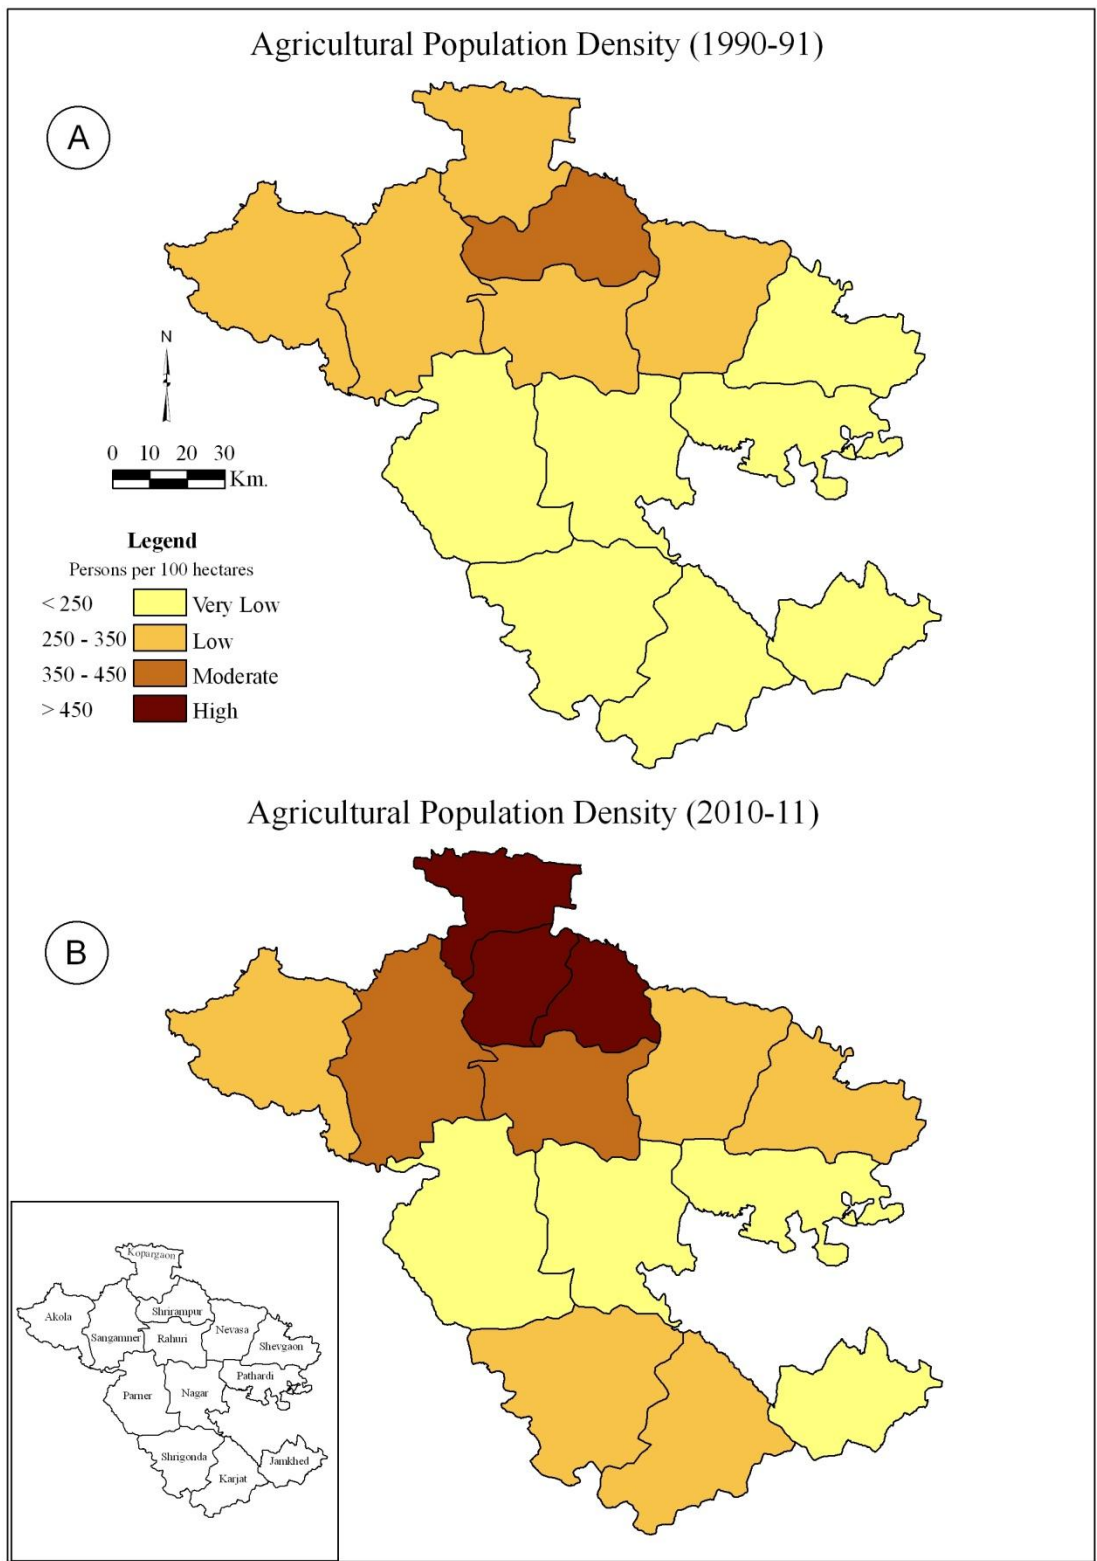 Agricultural Population Density (1990-91)
A
N
0 10 20 30
Km.
Legend
Persons per 100 hectares
< 250 Very Low
250 - 350 Low
350 - 450 Moderate
> 450 High
Agricultural Population Density (2010-11)
B
Kopargaon
Akola
Shrirampur
Sangamner
Rahuri
Nevasa
Shevgaon
Pathardi
Parner
Nagar
Shrigonda
Jamkhed
Karjat